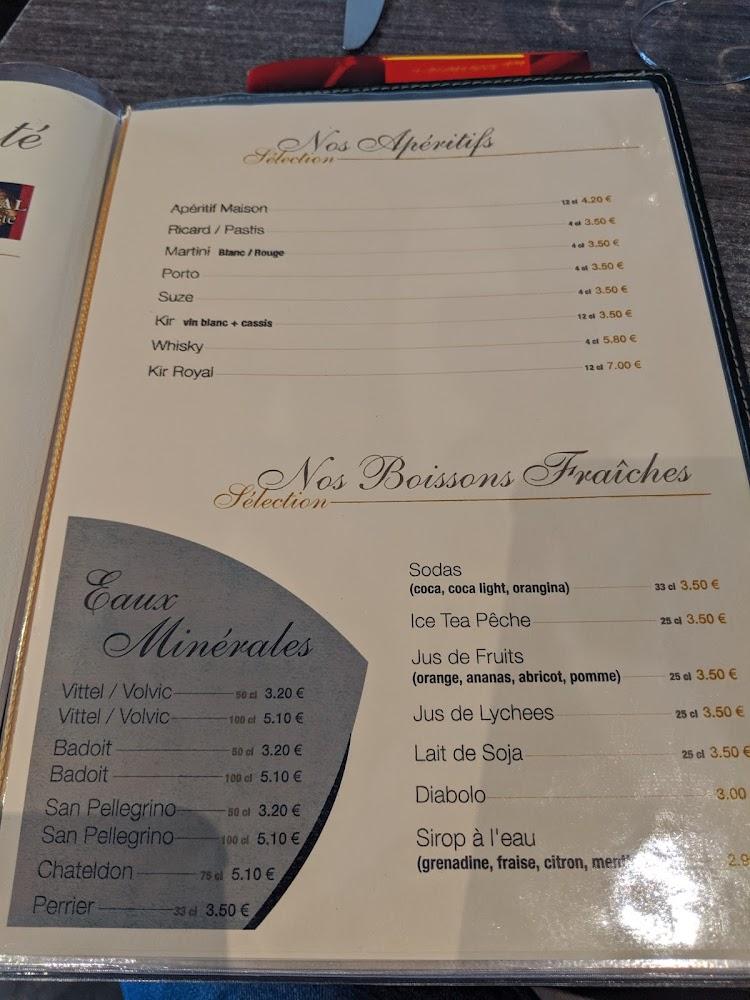 té
AL
Nos Apéritifs
Sélection
Apéritif Maison 12 cl 4.20 €
Ricard / Pastis 4 cl 3.50 €
Martini Blanc / Rouge 4 cl 3.50 €
Porto 4 cl 3.50 €
Suze 4 cl 3.50 €
Kir vin blanc + cassis 12 cl 3.50 €
Whisky 4 cl 5.80 €
Kir Royal 12 cl 7.00 €
Nos Boissons Fraîches
Sélection
Eaux
Minérales
Vittel / Volvic 50 cl 3.20 €
Vittel / Volvic 100 cl 5.10 €
Badoit 50 cl 3.20 €
Badoit 100 cl 5.10 €
San Pellegrino 50 cl 3.20 €
San Pellegrino 100 cl 5.10 €
Chateldon 75 cl 5.10 €
Perrier 33 cl 3.50 €
Sodas
(coca, coca light, orangina) 33 cl 3.50 €
Ice Tea Pêche 25 cl 3.50 €
Jus de Fruits
(orange, ananas, abricot, pomme) 25 cl 3.50 €
Jus de Lychees 25 cl 3.50 €
Lait de Soja 25 cl 3.50 €
Diabolo 3.00
Sirop à l'eau
(grenadine, fraise, citron, 2.9